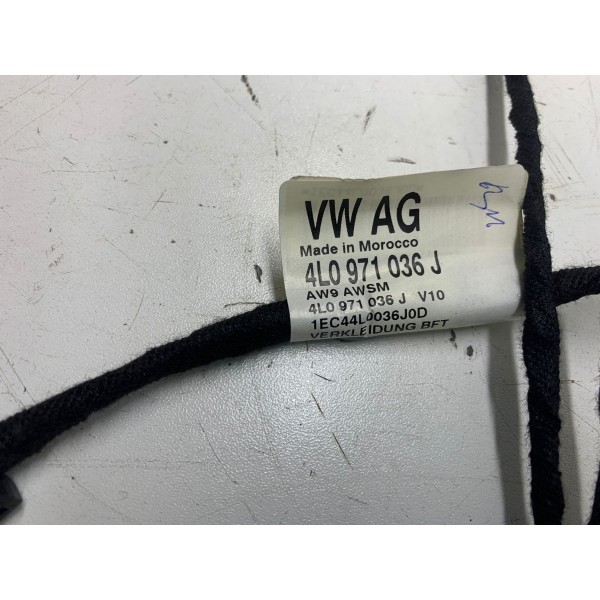 VW AG
Made in Morocco
4L0 971 036 J
AW9 AWSM
4L0 971 036 J V10
1EC44L0036J0D
VERKLEIDUNG BFT